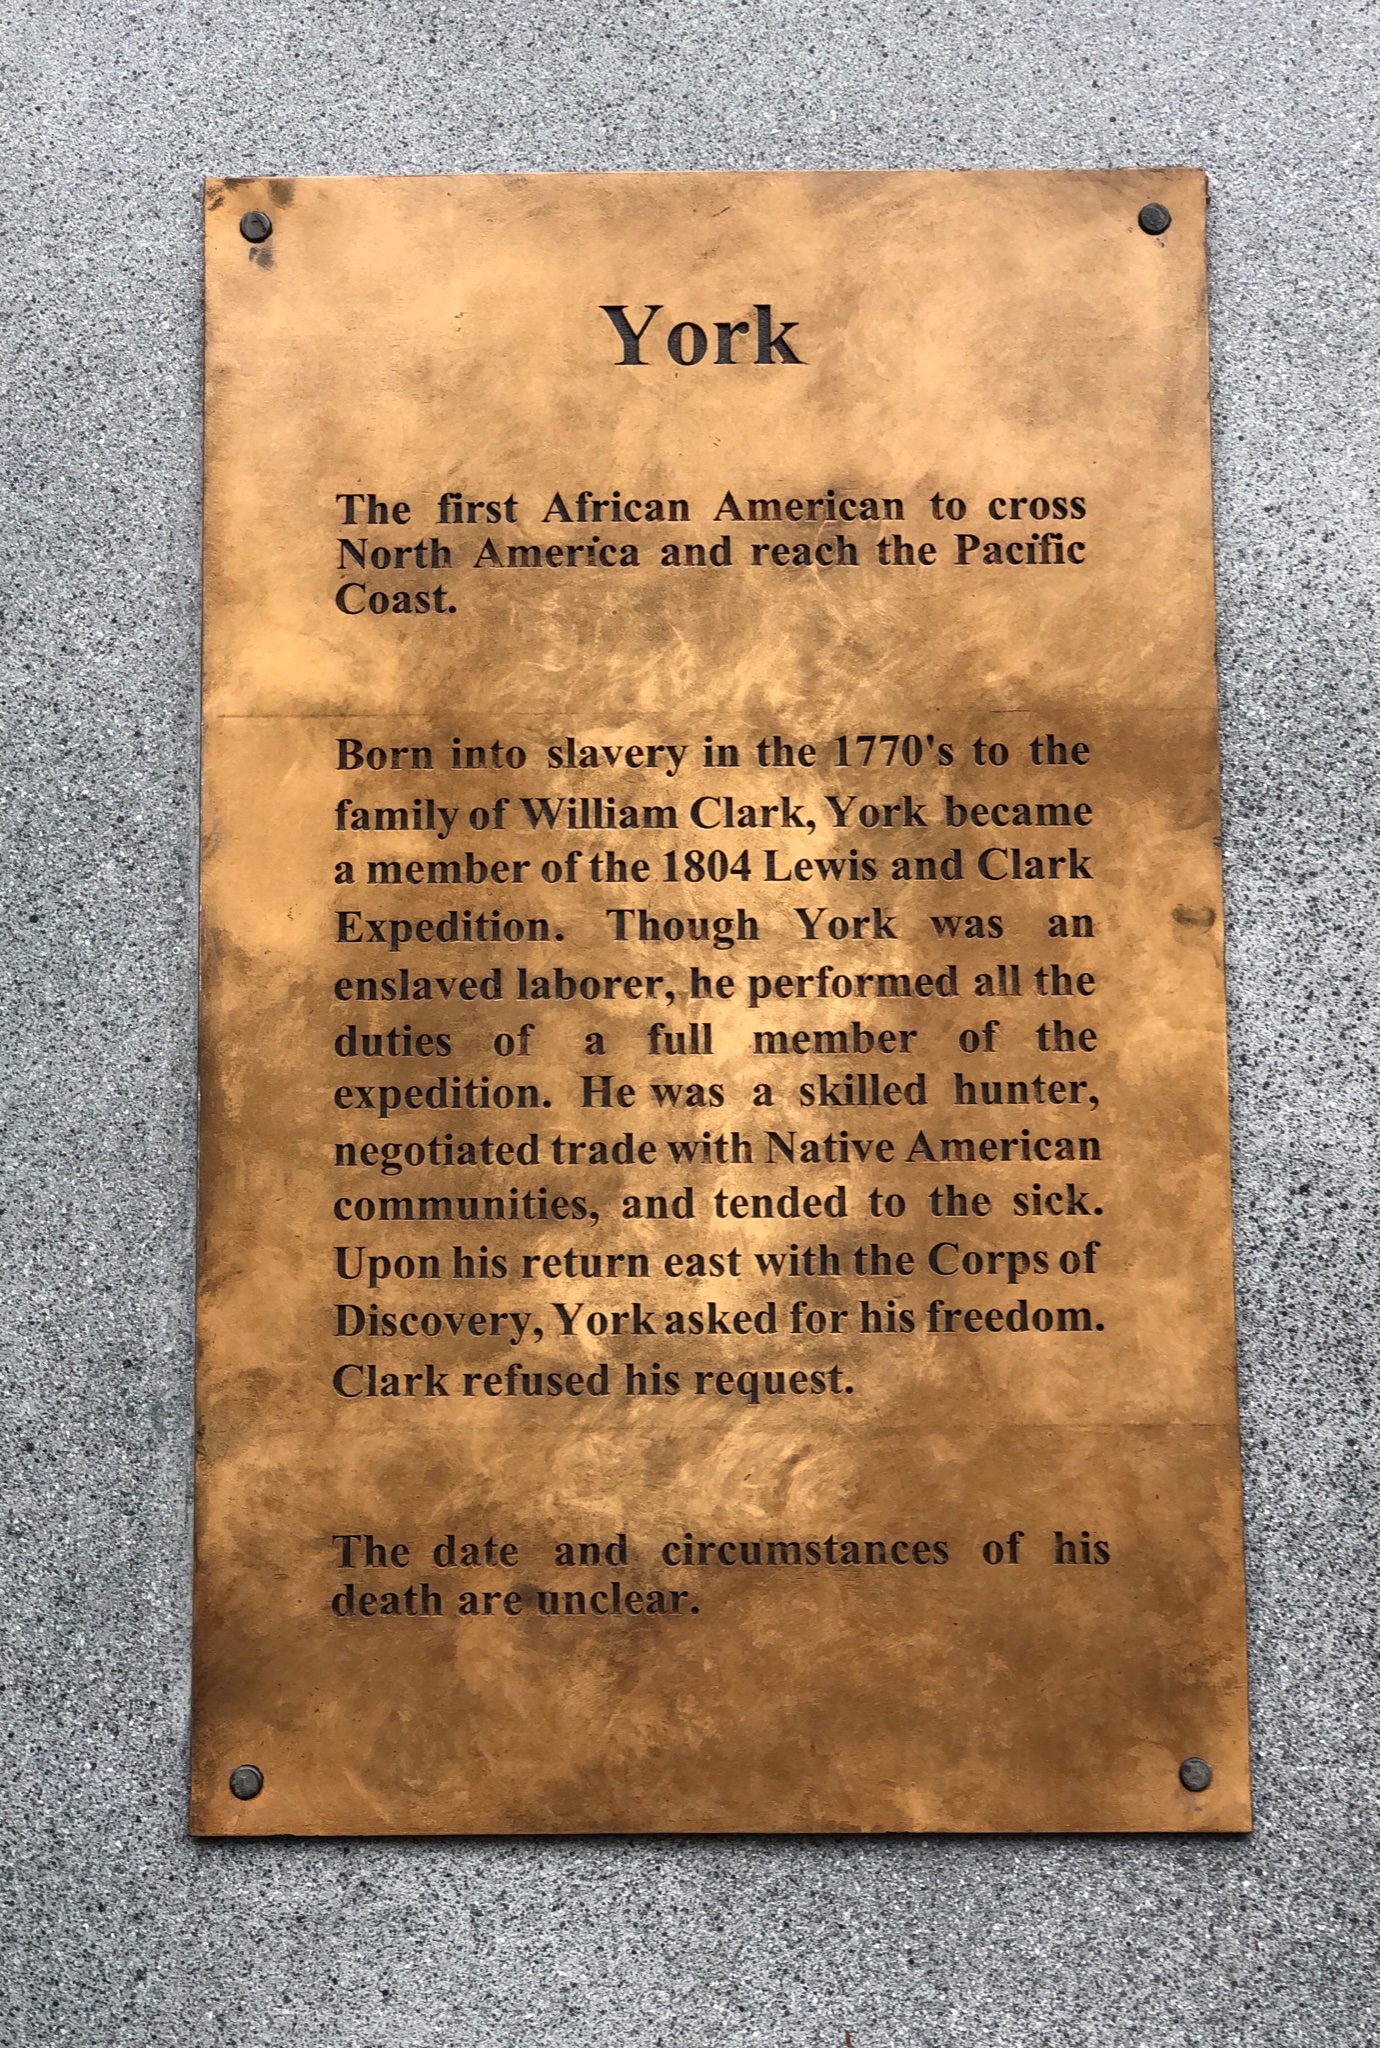 York
The first African American to cross
North America and reach the Pacific
Coast.
Born into slavery in the 1770's to the
family of William Clark, York became
a member of the 1804 Lewis and Clark
Expedition. Though York was an
enslaved laborer, he performed all the
duties of a full member of the
expedition. He was a skilled hunter,
negotiated trade with Native American
communities, and tended to the sick.
Upon his return east with the Corps of
Discovery, York asked for his freedom.
Clark refused his request.
The date and circumstances of his
death are unclear.